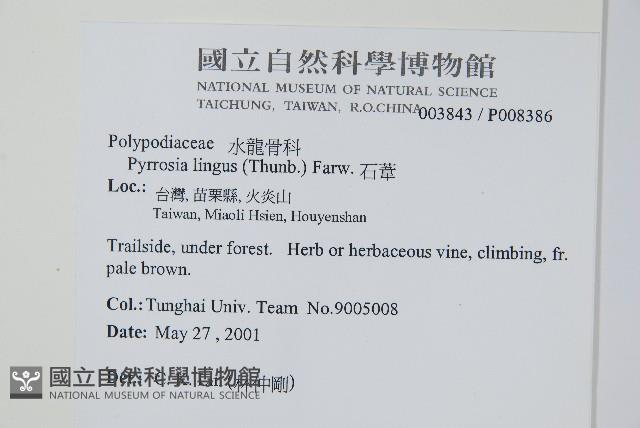 國立自然科學博物館
NATIONAL MUSEUM OF NATURAL SCIENCE
TAICHUNG, TAIWAN, R.O.CHINA 003843 / P008386
Polypodiaceae 水龍骨科
Pyrrosia lingus (Thunb.) Farw. 石葦
Loc.: 台灣, 苗栗縣, 火炎山
Taiwan, Miaoli Hsien, Houyenshan
Trailside, under forest. Herb or herbaceous vine, climbing, fr.
pale brown.
Col.: Tunghai Univ. Team No.9005008
Date: May 27 , 2001
(林仲剛)
國立自然科學博物館
NATIONAL MUSEUM OF NATURAL SCIENCE